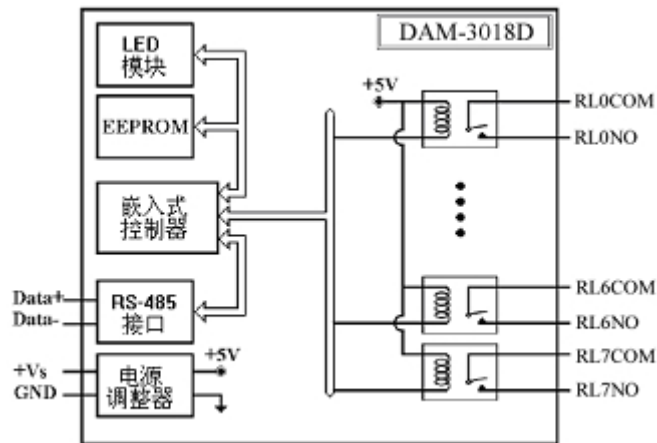 DAM-3018D
LED
模块
EEPROM
嵌入式
控制器
RS-485
接口
电源
调整器
Data+
Data-
+Vs
GND
+5V
+5V
RL0COM
RL0NO
RL6COM
RL6NO
RL7COM
RL7NO